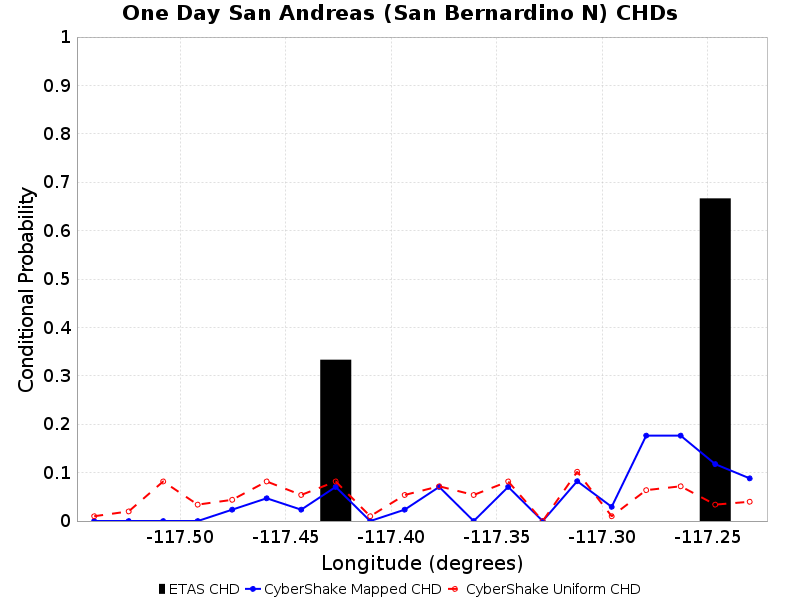 One Day San Andreas (San Bernardino N) CHDs
1
0.9
0.8
0.7
0.6
0.5
0.4
0.3
0.2
0.1
0
Conditional Probability
-117.50 -117.45 -117.40 -117.35 -117.30 -117.25
Longitude (degrees)
ETAS CHD CyberShake Mapped CHD CyberShake Uniform CHD